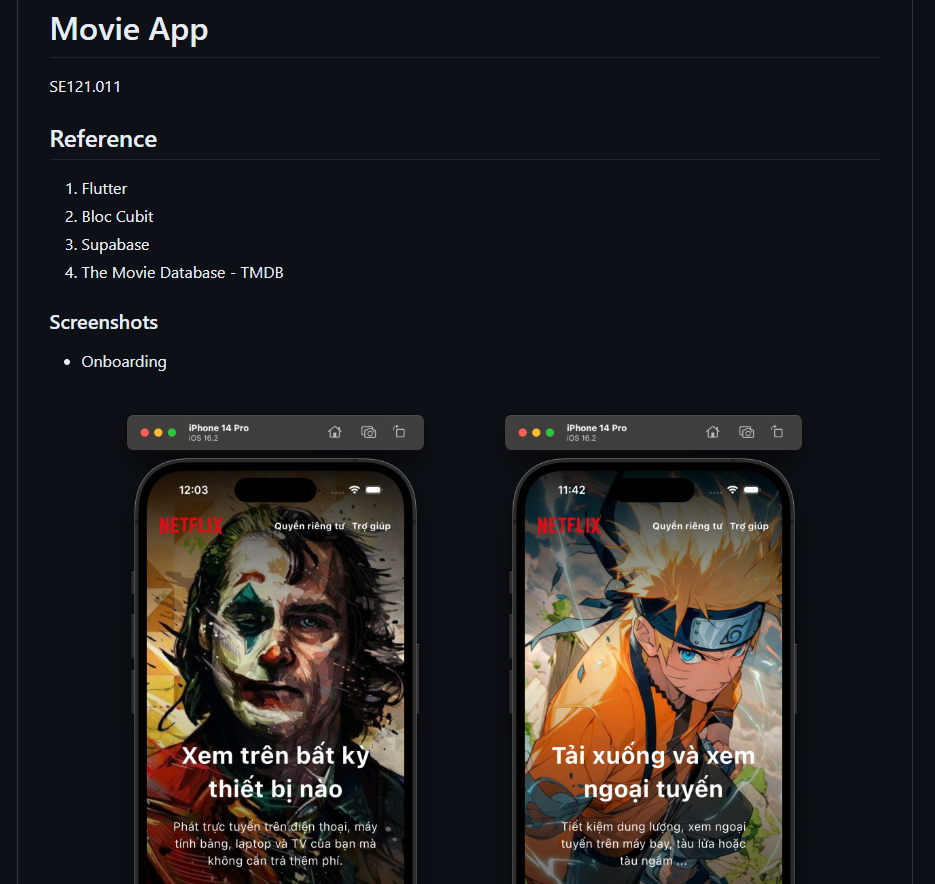 Movie App
SE121.011
Reference
1. Flutter
2. Bloc Cubit
3. Supabase
4. The Movie Database - TMDB
Screenshots
Onboarding
iPhone 14 Pro
iOS 16.2
12:03
NETFLIX Quyền riêng tư Trợ giúp
Xem trên bất kỳ
thiết bị nào
Phát trực tuyến trên điện thoại, máy
tính bảng, laptop và TV của bạn mà
không cần trả thêm phí.
iPhone 14 Pro
iOS 16.2
11:42
NETFLIX Quyền riêng tư Trợ giúp
Tải xuống và xem
ngoại tuyến
Tiết kiệm dung lượng, xem ngoại
tuyến trên máy bay, tàu lửa hoặc
tàu ngầm ...